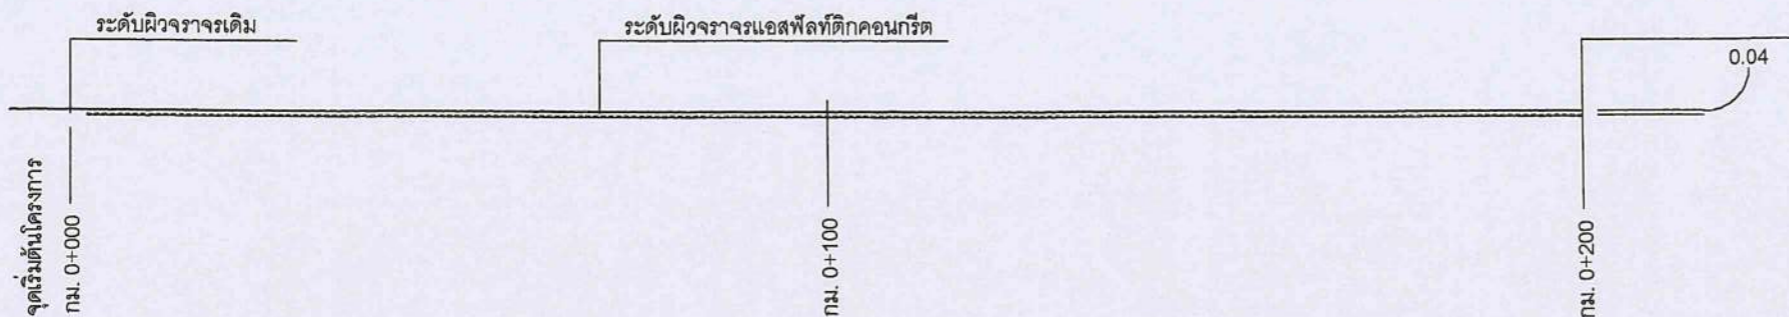 ระดับผิวจราจรเดิม
ระดับผิวจราจรแอสฟัลท์ติกคอนกรีต
0.04
จุดเริ่มต้นโครงการ
กม. 0+000
กม. 0+100
กม. 0+200